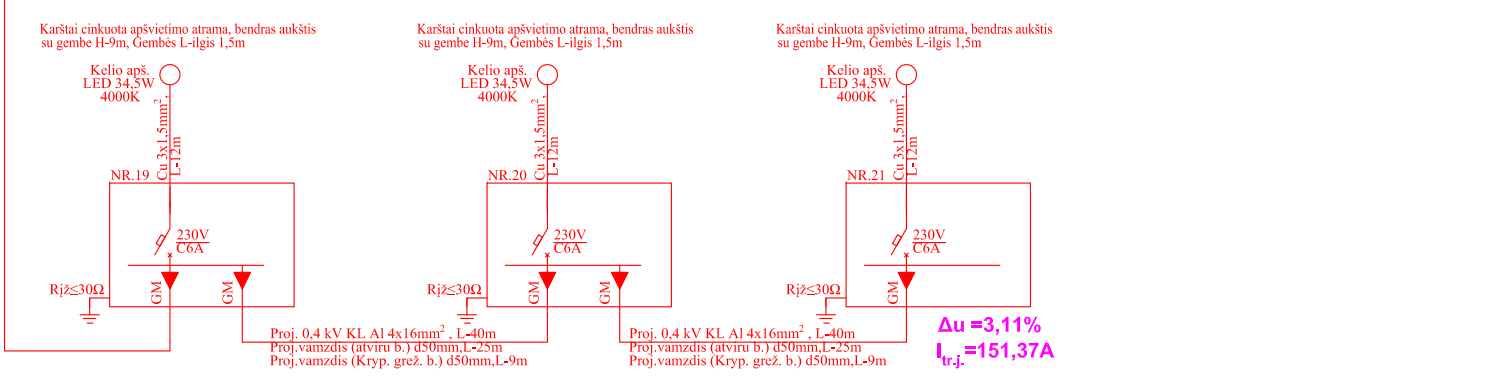 Karštai cinkuota apšvietimo atrama, bendras aukštis
su gembe H-9m, Gembės L-ilgis 1,5m
Kelio apš.
LED 34,5W
4000K
Cu 3x1,5mm²,
L-12m
NR.19
230V
C6A
GM
GM
Rįž≤30Ω
Karštai cinkuota apšvietimo atrama, bendras aukštis
su gembe H-9m, Gembės L-ilgis 1,5m
Kelio apš.
LED 34,5W
4000K
Cu 3x1,5mm²,
L-12m
NR.20
230V
C6A
GM
GM
Rįž≤30Ω
Karštai cinkuota apšvietimo atrama, bendras aukštis
su gembe H-9m, Gembės L-ilgis 1,5m
Kelio apš.
LED 34,5W
4000K
Cu 3x1,5mm²,
L-12m
NR.21
230V
C6A
GM
Rįž≤30Ω
Proj. 0,4 kV KL Al 4x16mm² , L-40m
Proj.vamzdis (atviru b.) d50mm,L-25m
Proj.vamzdis (Kryp. grež. b.) d50mm,L-9m
Proj. 0,4 kV KL Al 4x16mm² , L-40m
Proj.vamzdis (atviru b.) d50mm,L-25m
Proj.vamzdis (Kryp. grež. b.) d50mm,L-9m
Δu =3,11%
Itr.j.=151,37A